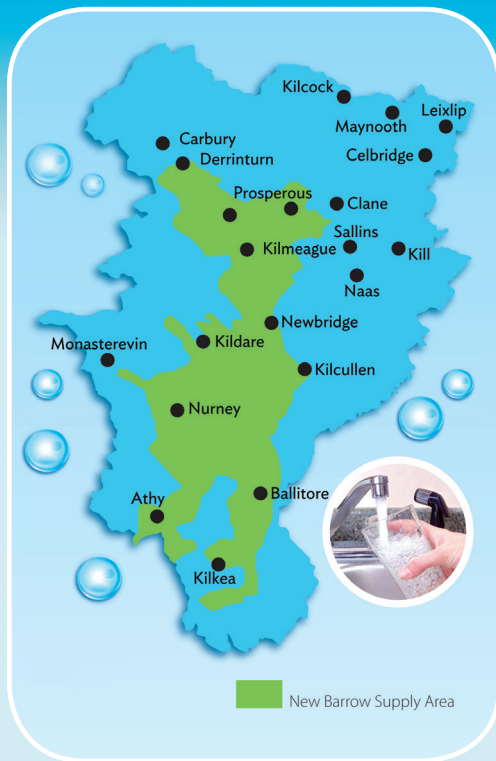 Kilcock
Leixlip
Maynooth
Carbury
Celbridge
Derrinturn
Prosperous
Clane
Sallins
Kilmeague
Kill
Naas
Newbridge
Monasterevin
Kildare
Kilcullen
Nurney
Athy
Ballitore
Kilkea
New Barrow Supply Area